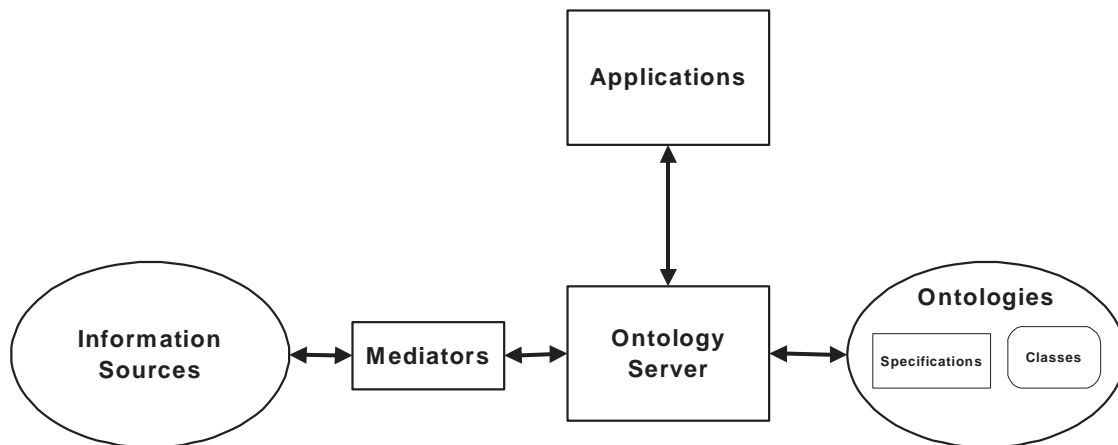 Applications
Information
Sources
Mediators
Ontology
Server
Ontologies
Specifications
Classes